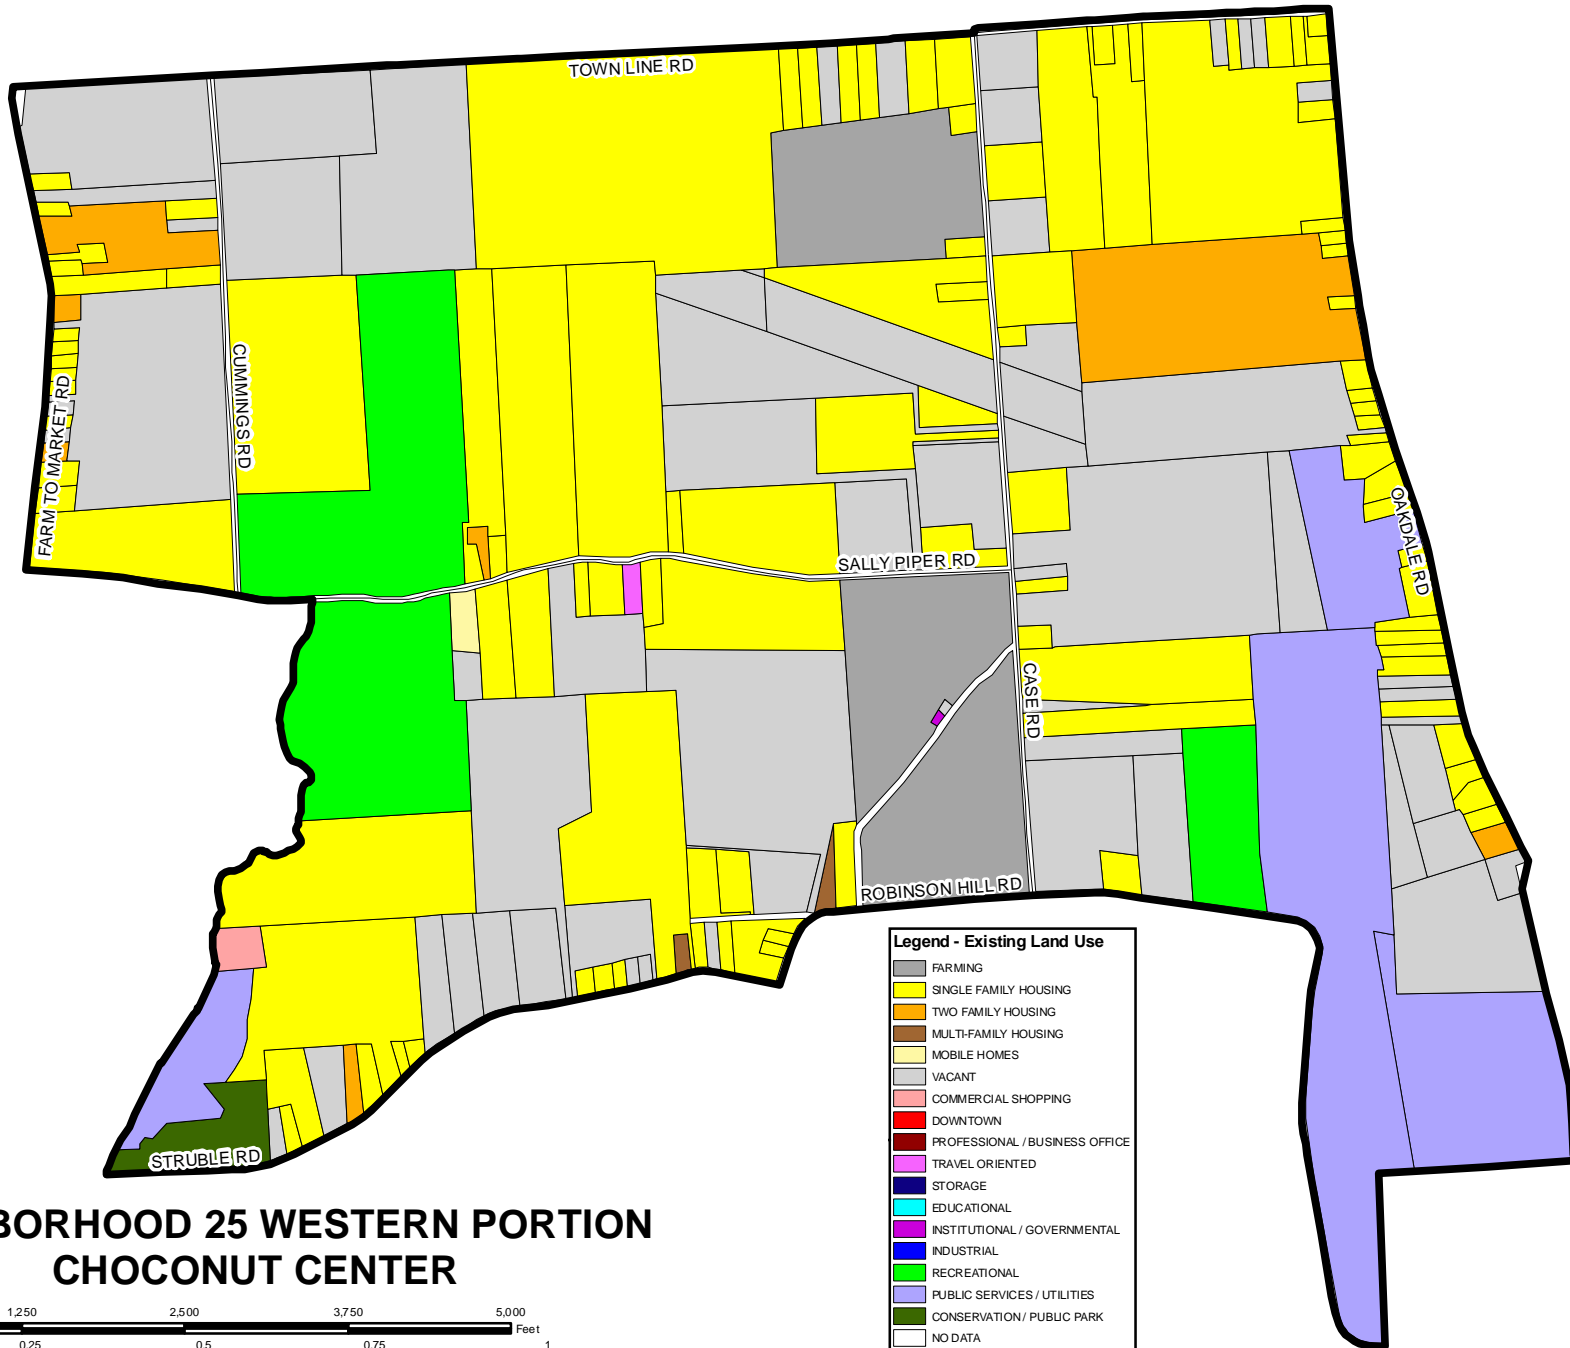 TOWN LINE RD
CUMMINGS RD
FARM TO MARKET RD
OAKDALE RD
SALLY PIPER RD
CASE RD
ROBINSON HILL RD
STRUBLE RD
BORHOOD 25 WESTERN PORTION
CHOCONUT CENTER
1,250 2,500 3,750 5,000
Feet
0.25 0.5 0.75 1
Legend - Existing Land Use
FARMING
SINGLE FAMILY HOUSING
TWO FAMILY HOUSING
MULTI-FAMILY HOUSING
MOBILE HOMES
VACANT
COMMERCIAL SHOPPING
DOWNTOWN
PROFESSIONAL / BUSINESS OFFICE
TRAVEL ORIENTED
STORAGE
EDUCATIONAL
INSTITUTIONAL / GOVERNMENTAL
INDUSTRIAL
RECREATIONAL
PUBLIC SERVICES / UTILITIES
CONSERVATION / PUBLIC PARK
NO DATA